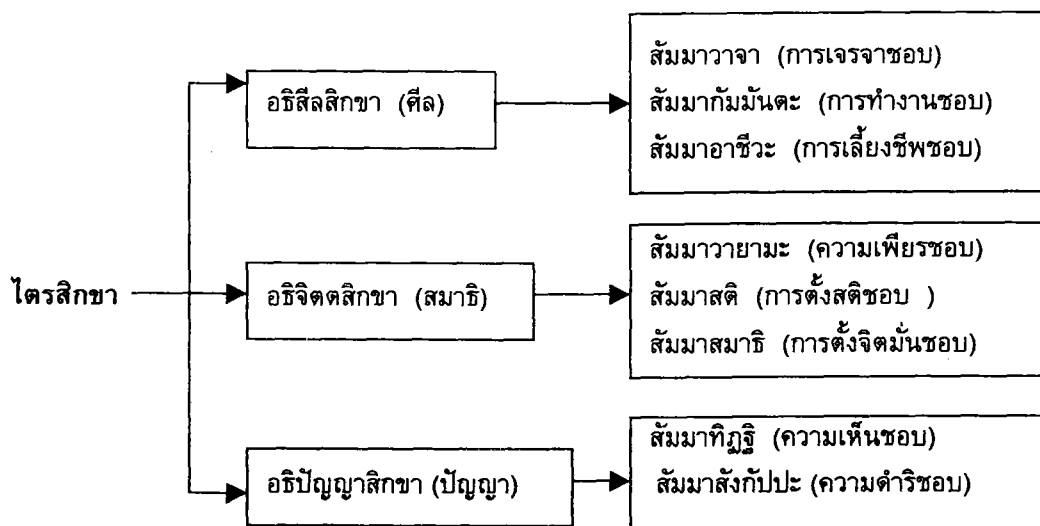 ไตรสิกขา
อธิสีลสิกขา (ศีล)
สัมมาวาจา (การเจรจาชอบ)
สัมมากัมมันตะ (การทำงานชอบ)
สัมมาอาชีวะ (การเลี้ยงชีพชอบ)
อธิจิตตสิกขา (สมาธิ)
สัมมาวายามะ (ความเพียรชอบ)
สัมมาสติ (การตั้งสติชอบ )
สัมมาสมาธิ (การตั้งจิตมั่นชอบ)
อธิปัญญาสิกขา (ปัญญา)
สัมมาทิฏฐิ (ความเห็นชอบ)
สัมมาสังกัปปะ (ความดำริชอบ)